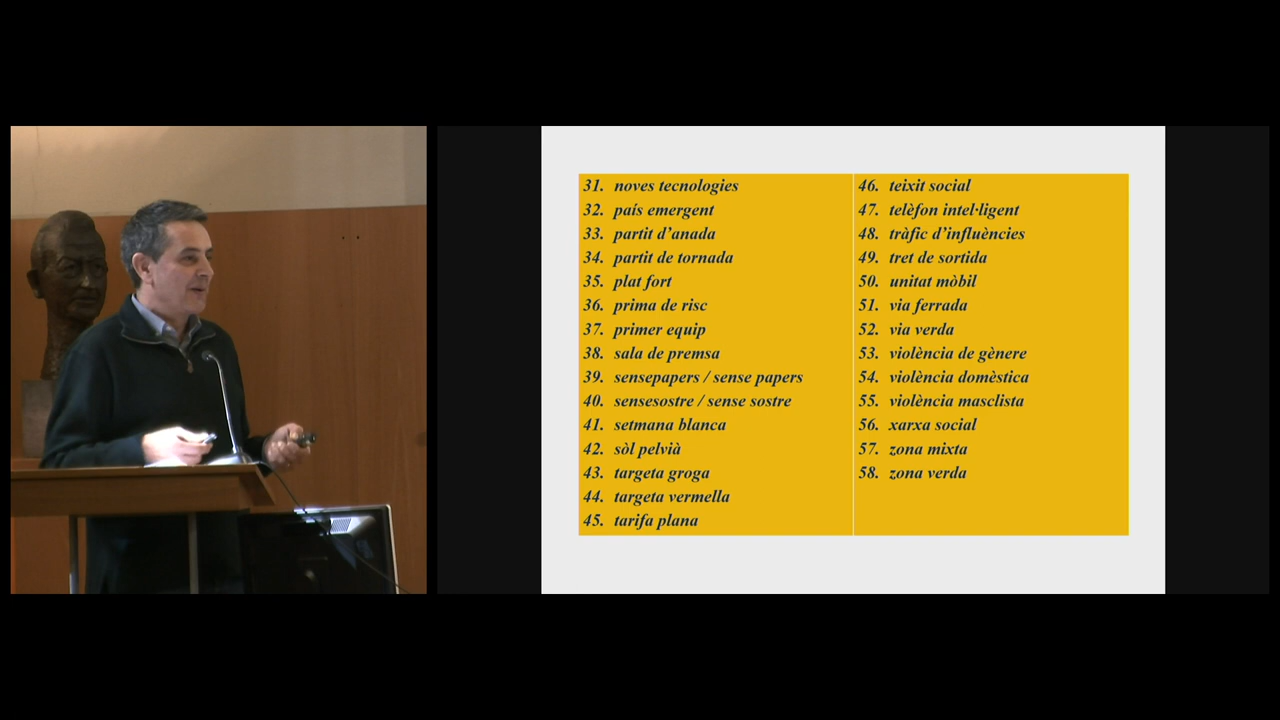 31. noves tecnologies
32. país emergent
33. partit d’anada
34. partit de tornada
35. plat fort
36. prima de risc
37. primer equip
38. sala de premsa
39. sensepapers / sense papers
40. sensesostre / sense sostre
41. setmana blanca
42. sòl pelvià
43. targeta groga
44. targeta vermella
45. tarifa plana
46. teixit social
47. telèfon intel·ligent
48. tràfic d’influències
49. tret de sortida
50. unitat mòbil
51. via ferrada
52. via verda
53. violència de gènere
54. violència domèstica
55. violència masclista
56. xarxa social
57. zona mixta
58. zona verda